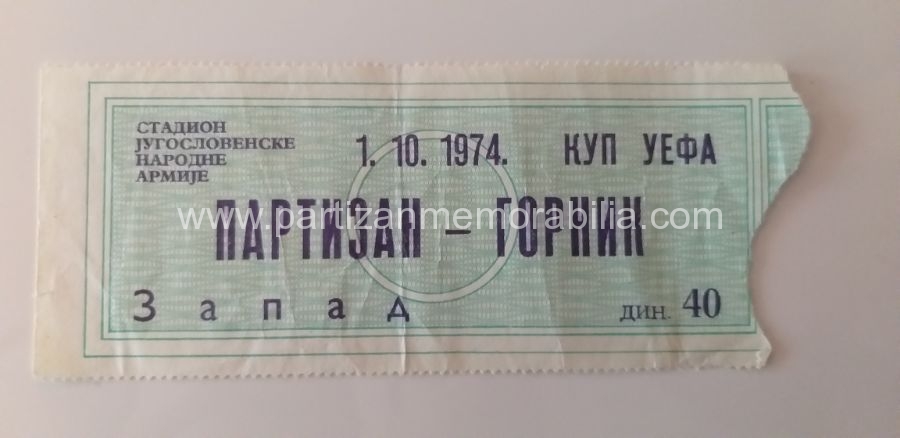 СТАДИОН
ЈУГОСЛОВЕНСКЕ
НАРОДНЕ
АРМИЈЕ
1. 10. 1974. КУП УЕФА
ПАРТИЗАН – ГОРНИК
www.partizanmemorabilia.com
Запад ДИН. 40